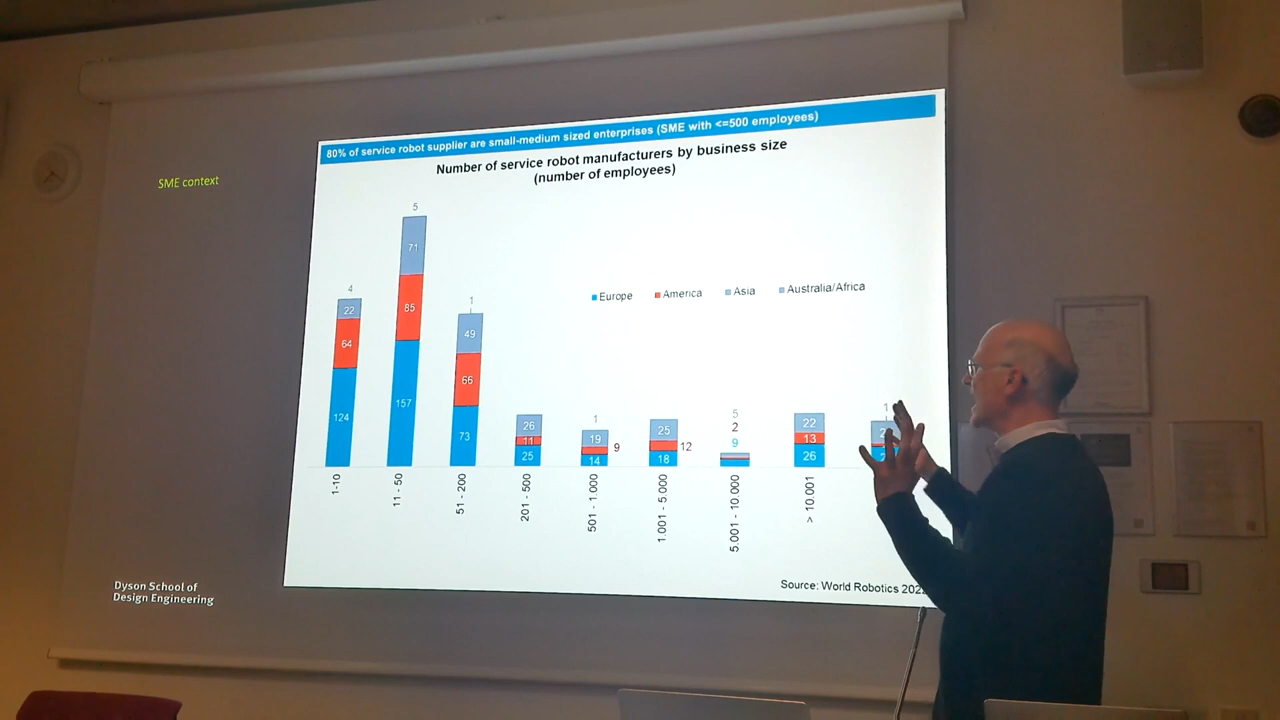 80% of service robot supplier are small-medium sized enterprises (SME with <=500 employees)
Number of service robot manufacturers by business size
(number of employees)
SME context
5
71
85
157
4
22
64
124
1
49
66
73
Europe
America
Asia
Australia/Africa
26
11
25
1
19
9
14
25
12
18
5
2
9
22
13
26
1
1-10
11 - 50
51 - 200
201 - 500
501 - 1.000
1.001 - 5.000
5.001 - 10.000
> 10.001
Source: World Robotics
Dyson School of
Design Engineering